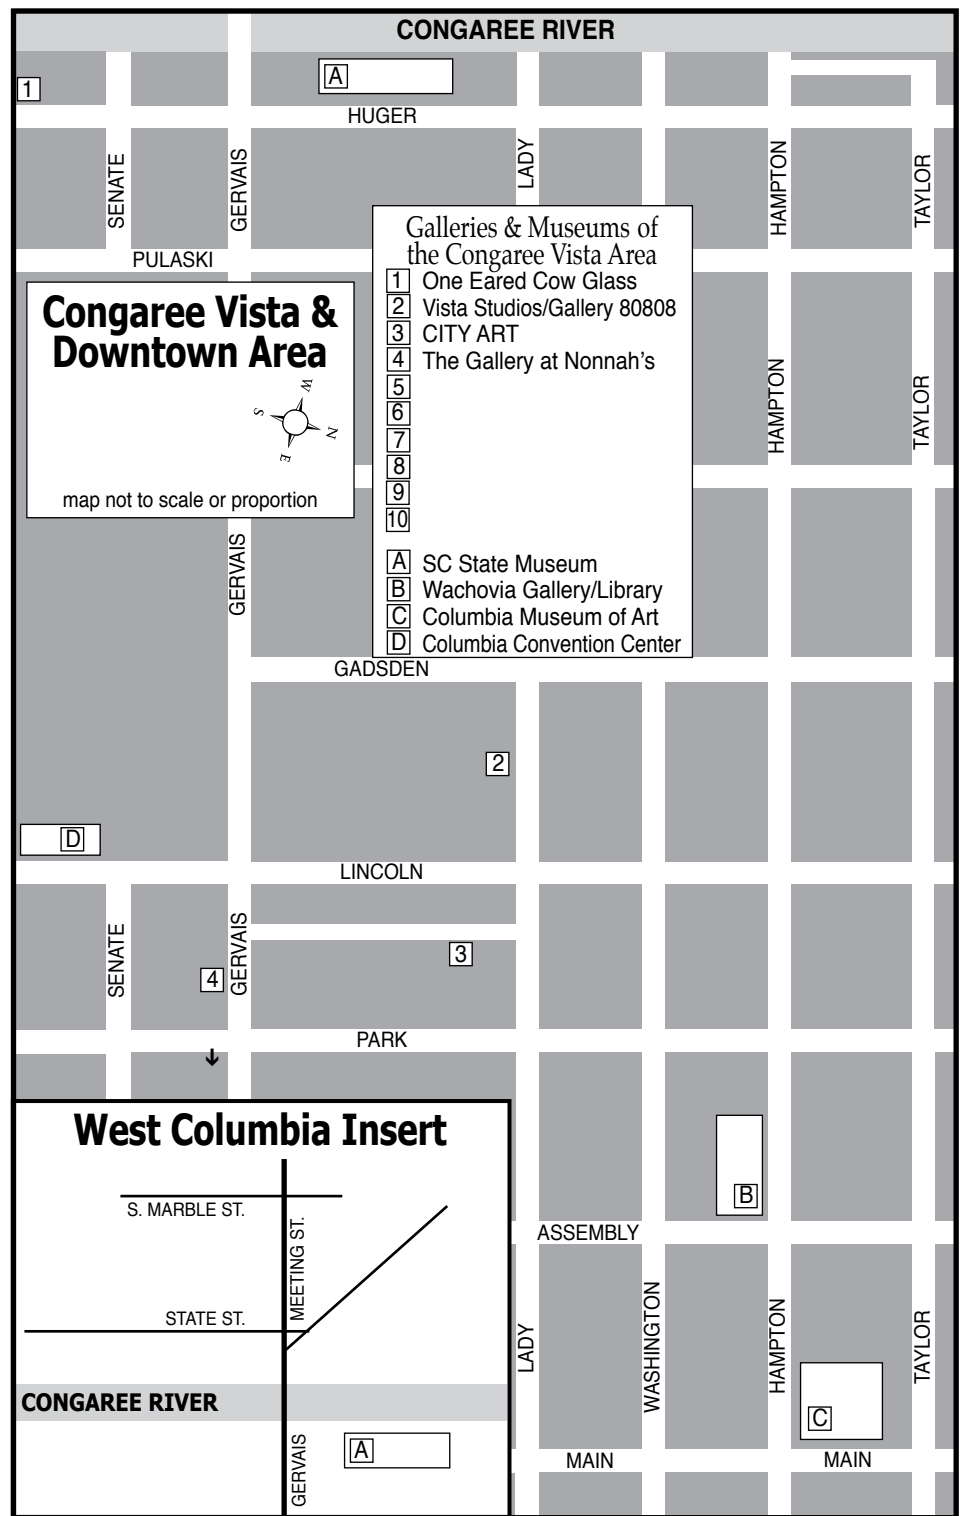 CONGAREE RIVER
A
1
HUGER
SENATE
GERVAIS
LADY
HAMPTON
TAYLOR
PULASKI
Galleries & Museums of
the Congaree Vista Area
1 One Eared Cow Glass
2 Vista Studios/Gallery 80808
3 CITY ART
4 The Gallery at Nonnah's
5
6
7
8
9
10
A SC State Museum
B Wachovia Gallery/Library
C Columbia Museum of Art
D Columbia Convention Center
Congaree Vista &
Downtown Area
W
S
N
E
map not to scale or proportion
HAMPTON
TAYLOR
GERVAIS
GADSDEN
2
D
LINCOLN
SENATE
GERVAIS
3
4
PARK
B
ASSEMBLY
LADY
WASHINGTON
HAMPTON
TAYLOR
C
MAIN
MAIN
West Columbia Insert
S. MARBLE ST.
MEETING ST.
STATE ST.
CONGAREE RIVER
GERVAIS
A